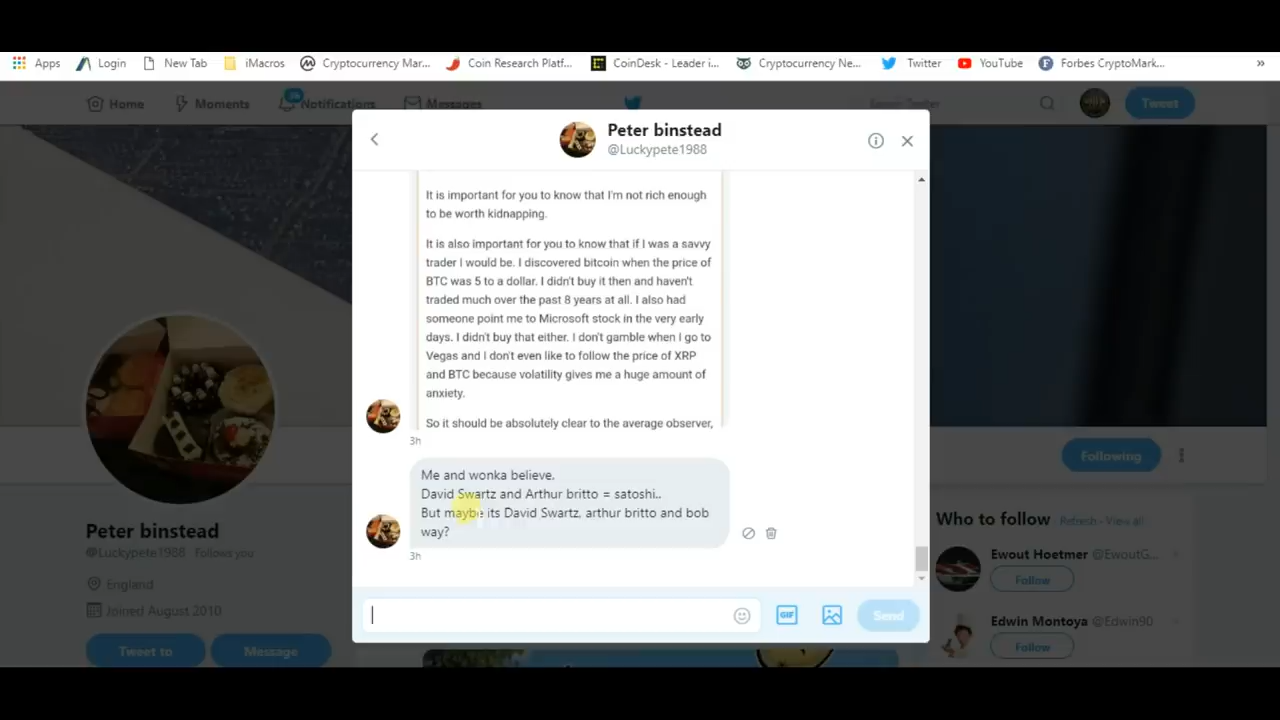 Apps
Login
New Tab
iMacros
Cryptocurrency Mar...
Coin Research Platf...
CoinDesk - Leader i...
Cryptocurrency Ne...
Twitter
YouTube
Forbes CryptoMark...
»
Home
Moments
Notifications
Messages
Search Twitter
Tweet
Peter binstead
@Luckypete1988
It is important for you to know that I'm not rich enough
to be worth kidnapping.
It is also important for you to know that if I was a savvy
trader I would be. I discovered bitcoin when the price of
BTC was 5 to a dollar. I didn't buy it then and haven't
traded much over the past 8 years at all. I also had
someone point me to Microsoft stock in the very early
days. I didn't buy that either. I don't gamble when I go to
Vegas and I don't even like to follow the price of XRP
and BTC because volatility gives me a huge amount of
anxiety.
So it should be absolutely clear to the average observer,
3h
Me and wonka believe.
David Swartz and Arthur britto = satoshi..
But maybe its David Swartz, arthur britto and bob
way?
3h
GIF
Send
Peter binstead
@Luckypete1988 Follows you
England
Joined August 2010
Tweet to
Message
Following
Who to follow
Refresh · View all
Ewout Hoetmer @EwoutG...
Follow
Edwin Montoya @Edwin90
Follow